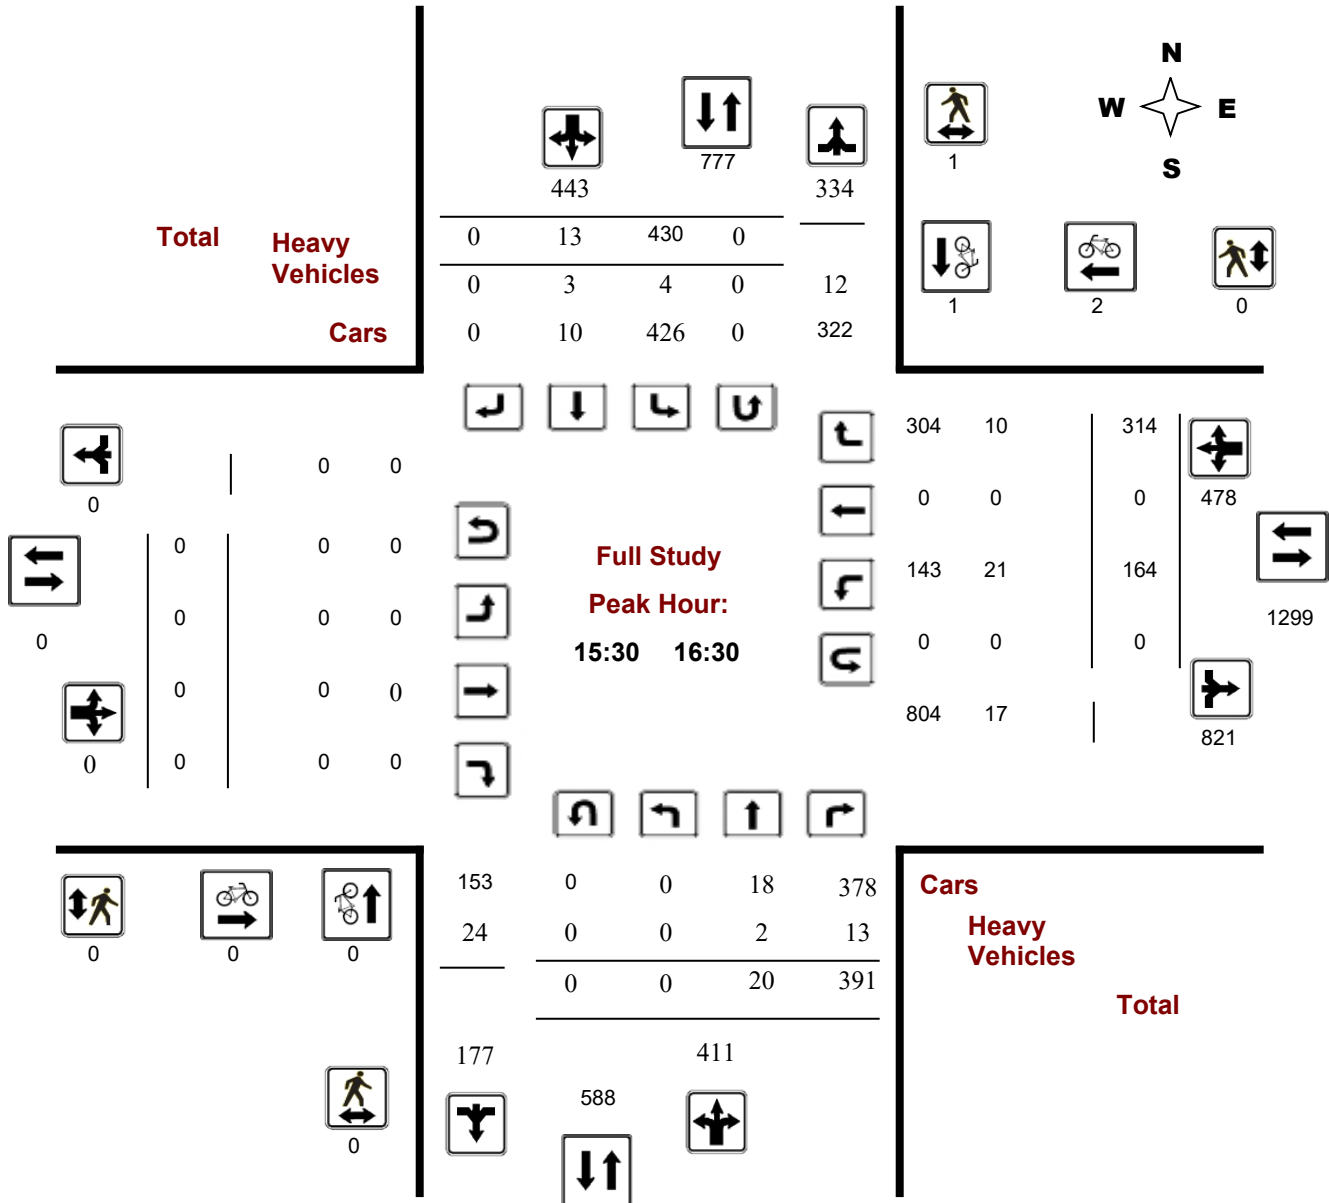 N
W E
S
777
1
443 334
Total Heavy Vehicles
0 13 430 0
0 3 4 0 12
Cars 0 10 426 0 322
1 2 0
304 10 314
0 0
0
0 0 0 478
0 0 0
Full Study
143 21 164
Peak Hour:
0 0 0
1299
0
15:30 16:30
0 0 0
0 0 0
804 17
821
0
0 0 0
153 0 0 18 378
24 0 0 2 13
0 0 20 391
0 0 0
Cars
Heavy
Vehicles
Total
177 411
588
0